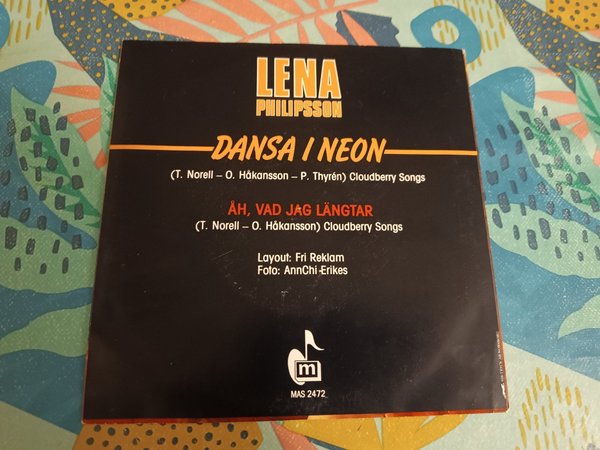 LENA
PHILIPSSON
DANSA I NEON
(T. Norell – O. Håkansson – P. Thyrén) Cloudberry Songs
ÅH, VAD JAG LÄNGTAR
(T. Norell – O. Håkansson) Cloudberry Songs
Layout: Fri Reklam
Foto: AnnChi Erikes
m
MAS 2472